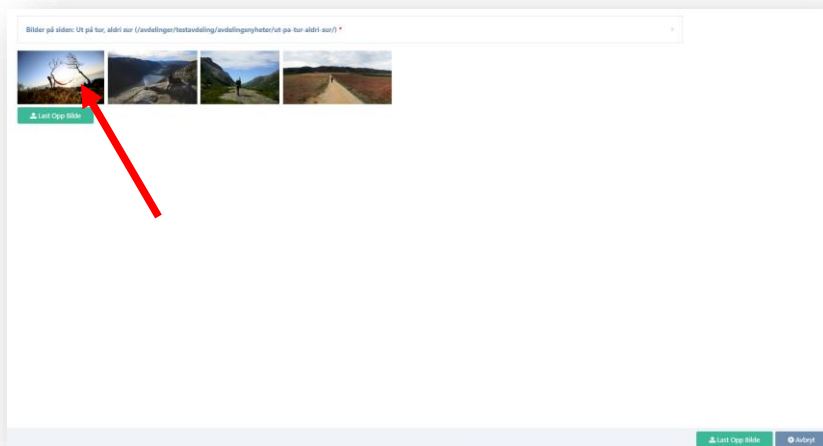 Bilder på siden: Ut på tur, aldri sur (/avdelinger/testavdeling/avdelingsnyheter/ut-pa-tur-aldri-sur/) *
Last Opp Bilde
Last Opp Bilde
Avbryt